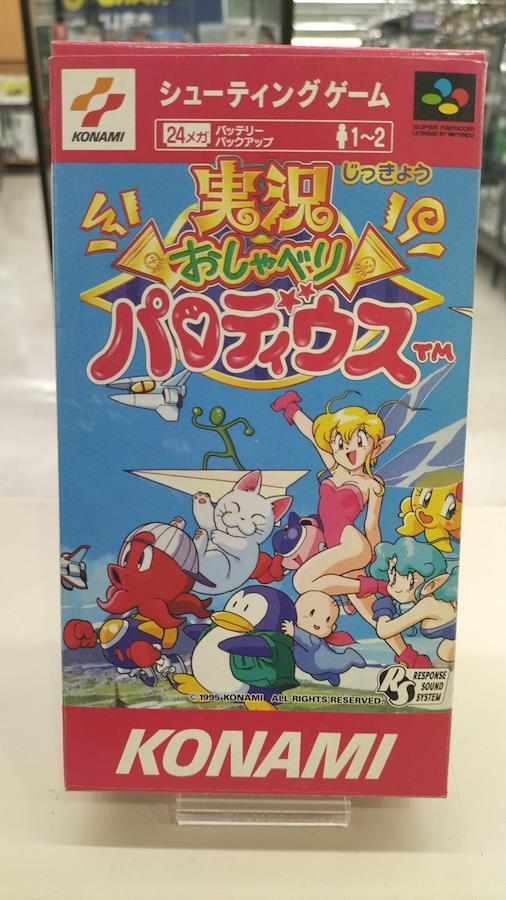 KONAMI
シューティングゲーム
24メガ
バッテリー
バックアップ
1~2
SUPER FAMICOM
LICENSED BY NINTENDO
じっきょう
実況
おしゃべり
パロディウス
TM
RS
RESPONSE
SOUND
SYSTEM
© 1995 KONAMI ALL RIGHTS RESERVED.
KONAMI